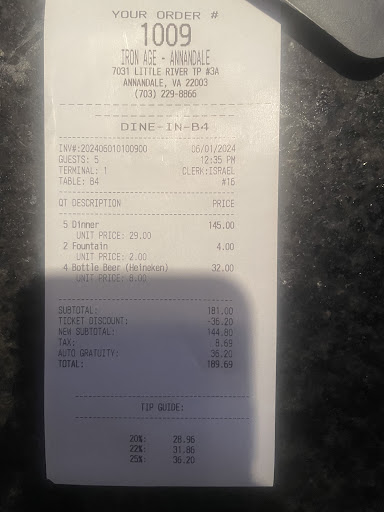 YOUR ORDER #
1009
IRON AGE - ANNANDALE
7031 LITTLE RIVER TP #3A
ANNANDALE, VA 22003
(703) 229-8866
DINE-IN-B4
INV#:202406010100900 06/01/2024
GUESTS: 5 12:35 PM
TERMINAL: 1 CLERK:ISRAEL
TABLE: B4 #16
QT DESCRIPTION PRICE
5 Dinner 145.00
UNIT PRICE: 29.00
2 Fountain 4.00
UNIT PRICE: 2.00
4 Bottle Beer (Heineken) 32.00
UNIT PRICE: 8.00
SUBTOTAL: 181.00
TICKET DISCOUNT: -36.20
NEW SUBTOTAL: 144.80
TAX: 8.69
AUTO GRATUITY: 36.20
TOTAL: 189.69
TIP GUIDE:
20%: 28.96
22%: 31.86
25%: 36.20